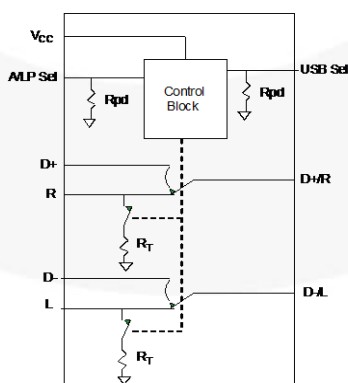 VCC
A/LP Sel
USB Sel
Rpd
Rpd
Control
Block
D+
R
D+/R
RT
D-
L
D-/L
RT